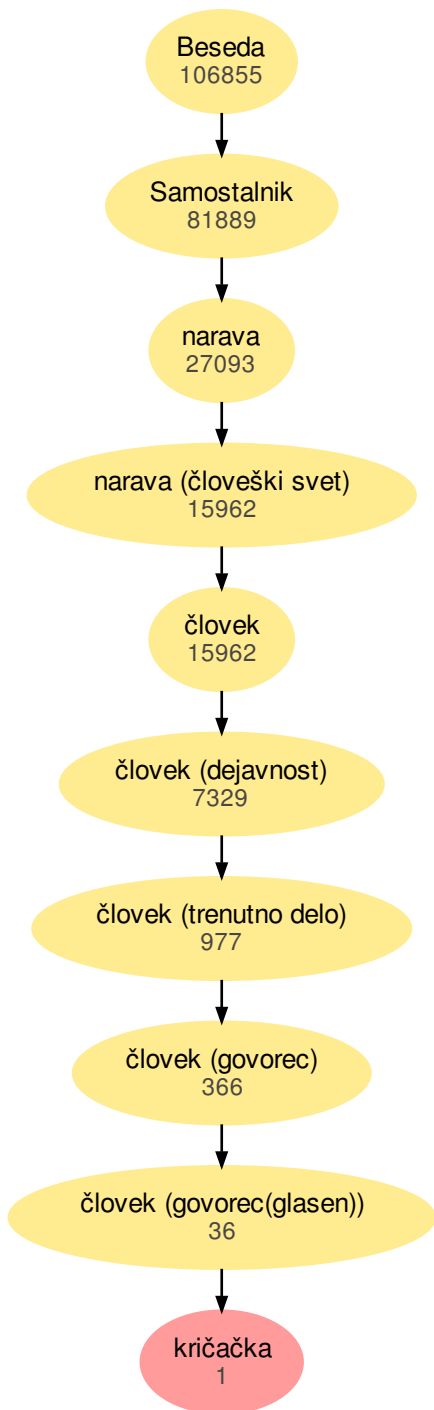 Beseda
106855
Samostalnik
81889
narava
27093
narava (človeški svet)
15962
človek
15962
človek (dejavnost)
7329
človek (trenutno delo)
977
človek (govorec)
366
človek (govorec(glasen))
36
kričačka
1